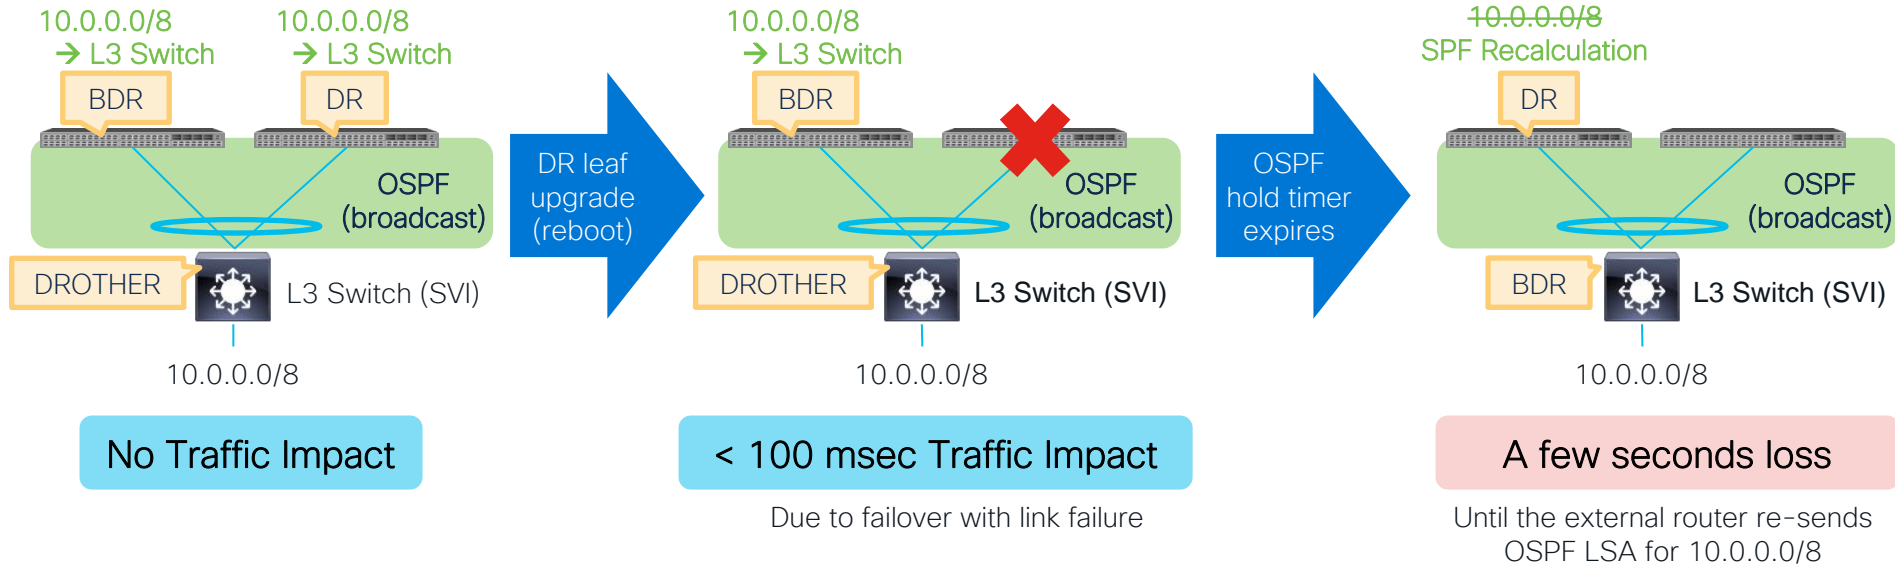 10.0.0.0/8
→ L3 Switch
10.0.0.0/8
→ L3 Switch
BDR
DR
OSPF
(broadcast)
DROTHER
L3 Switch (SVI)
10.0.0.0/8
No Traffic Impact
DR leaf
upgrade
(reboot)
10.0.0.0/8
→ L3 Switch
BDR
OSPF
(broadcast)
DROTHER
L3 Switch (SVI)
10.0.0.0/8
< 100 msec Traffic Impact
Due to failover with link failure
OSPF
hold timer
expires
10.0.0.0/8
SPF Recalculation
DR
OSPF
(broadcast)
BDR
L3 Switch (SVI)
10.0.0.0/8
A few seconds loss
Until the external router re-sends
OSPF LSA for 10.0.0.0/8